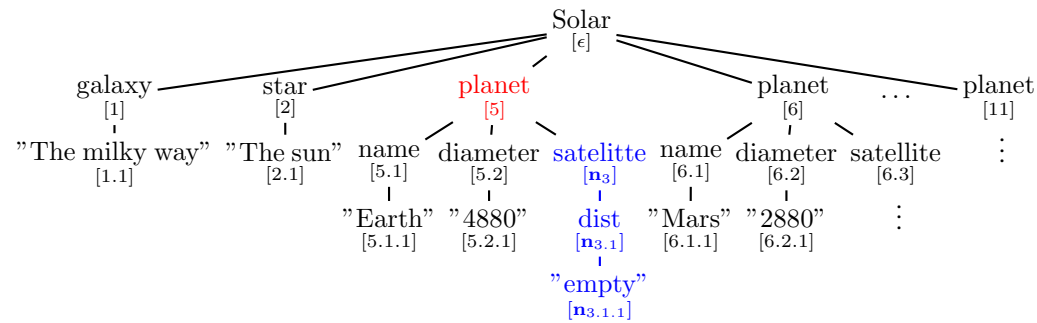 Solar
[ϵ]
galaxy star planet planet · · · planet
[1] [2] [5] [6] [11]
”The milky way” ”The sun” name diameter satelitte name diameter satellite ⋮
[1.1] [2.1] [5.1] [5.2] [n₃] [6.1] [6.2] [6.3]
”Earth” ”4880” dist ”Mars” ”2880” ⋮
[5.1.1] [5.2.1] [n₃.₁] [6.1.1] [6.2.1]
”empty”
[n₃.₁.₁]